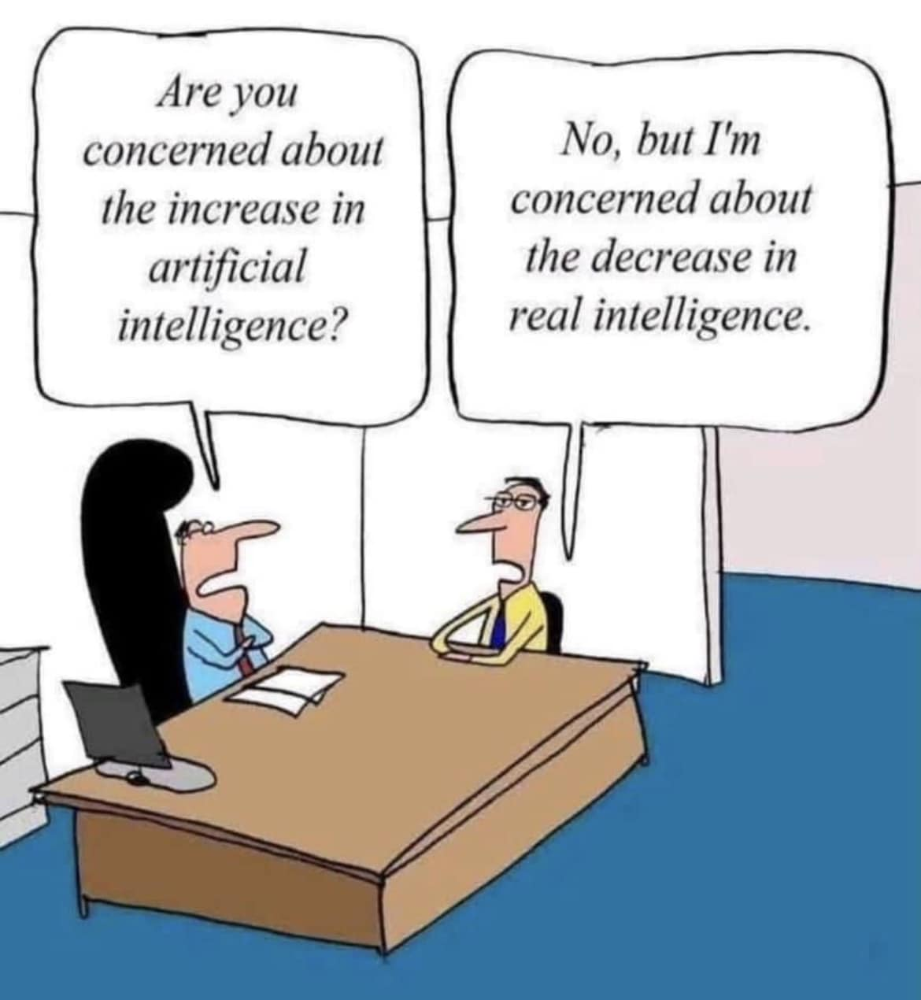 Are you
concerned about
the increase in
artificial
intelligence?
No, but I'm
concerned about
the decrease in
real intelligence.